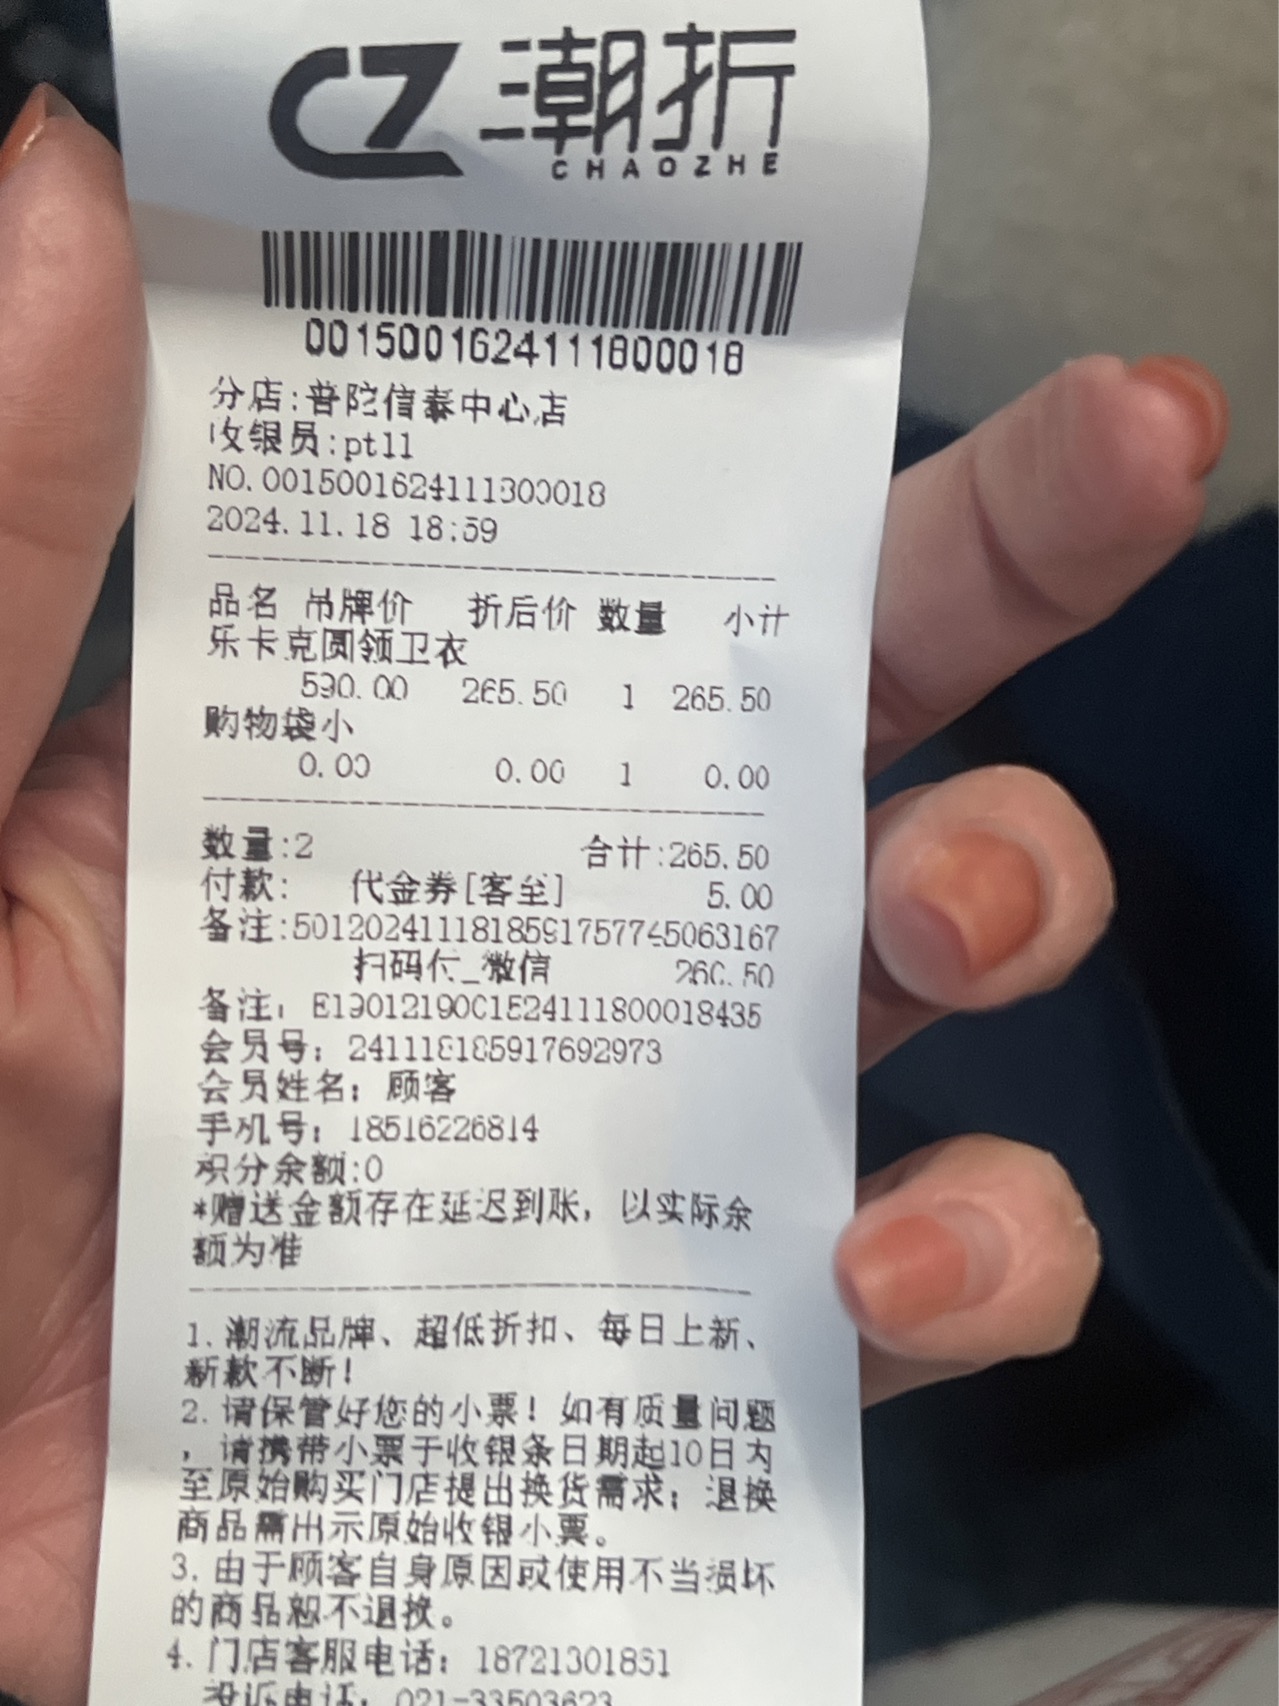 CZ 潮折
CHAOZHE
0015001624111800018
分店:普陀信泰中心店
收银员:pt11
NO.0015001624111800018
2024.11.18 18:59
品名 吊牌价 折后价 数量 小计
乐卡克圆领卫衣
590.00 265.50 1 265.50
购物袋小
0.00 0.00 1 0.00
数量:2 合计:265.50
付款: 代金券[客至] 5.00
备注:5012024111818591757745063167
扫码付_微信 260.50
备注: E19012190015241111800018435
会员号: 241118185917692973
会员姓名: 顾客
手机号: 18516226814
积分余额:0
*赠送金额存在延迟到账, 以实际余
额为准
1.潮流品牌、超低折扣、每日上新、
新款不断!
2.请保管好您的小票!如有质量问题
,请携带小票于收银条日期起10日内
至原始购买门店提出换货需求;退换
商品需出示原始收银小票。
3.由于顾客自身原因或使用不当损坏
的商品恕不退换。
4.门店客服电话: 18721301851
投诉电话: 021-33503623